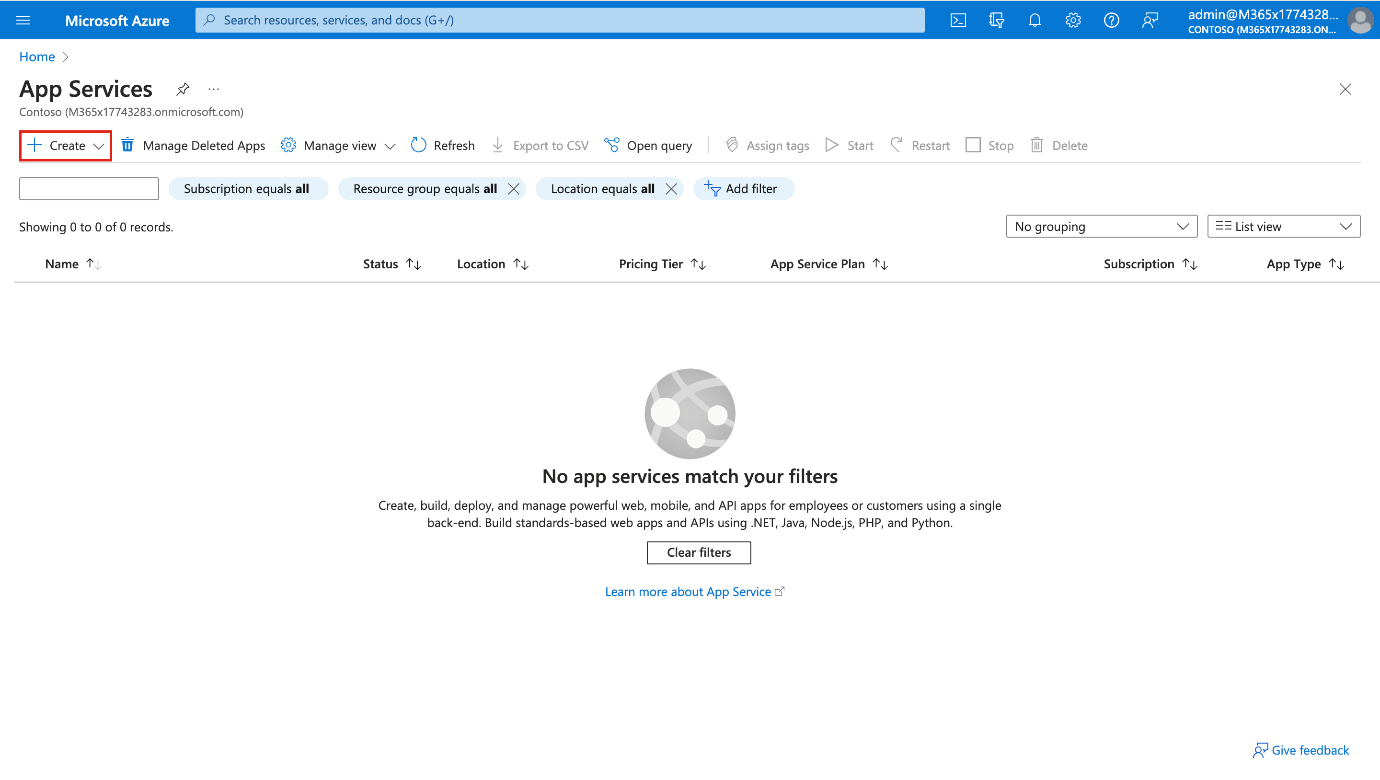 Microsoft Azure
Search resources, services, and docs (G+/)
admin@M365x1774328...
CONTOSO (M365X17743283.ON...
Home
App Services
...
Contoso (M365x17743283.onmicrosoft.com)
Create
Manage Deleted Apps
Manage view
Refresh
Export to CSV
Open query
Assign tags
Start
Restart
Stop
Delete
Subscription equals all
Resource group equals all
Location equals all
Add filter
Showing 0 to 0 of 0 records.
No grouping
List view
Name
Status
Location
Pricing Tier
App Service Plan
Subscription
App Type
No app services match your filters
Create, build, deploy, and manage powerful web, mobile, and API apps for employees or customers using a single
back-end. Build standards-based web apps and APIs using .NET, Java, Node.js, PHP, and Python.
Clear filters
Learn more about App Service
Give feedback